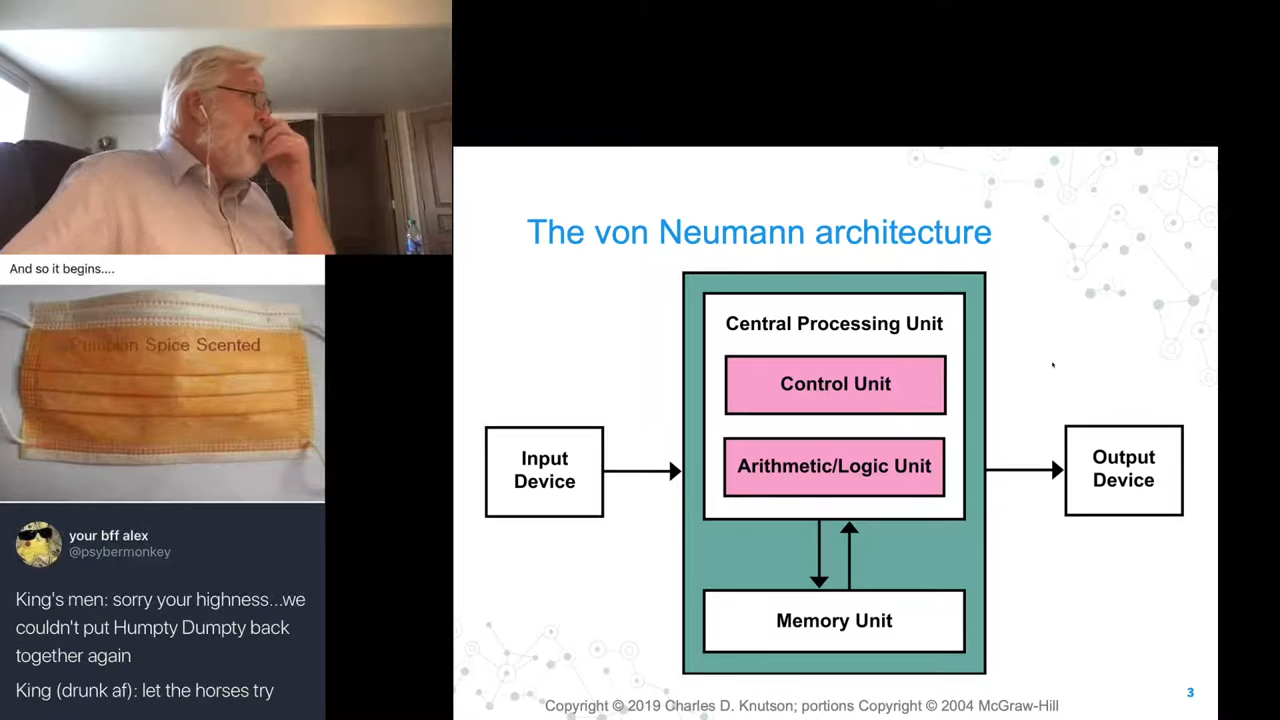 And so it begins....
Pumpkin Spice Scented
your bff alex
@psybermonkey
King's men: sorry your highness...we
couldn't put Humpty Dumpty back
together again
King (drunk af): let the horses try
The von Neumann architecture
Central Processing Unit
Control Unit
Arithmetic/Logic Unit
Input
Device
Output
Device
Memory Unit
Copyright © 2019 Charles D. Knutson; portions Copyright © 2004 McGraw-Hill
3